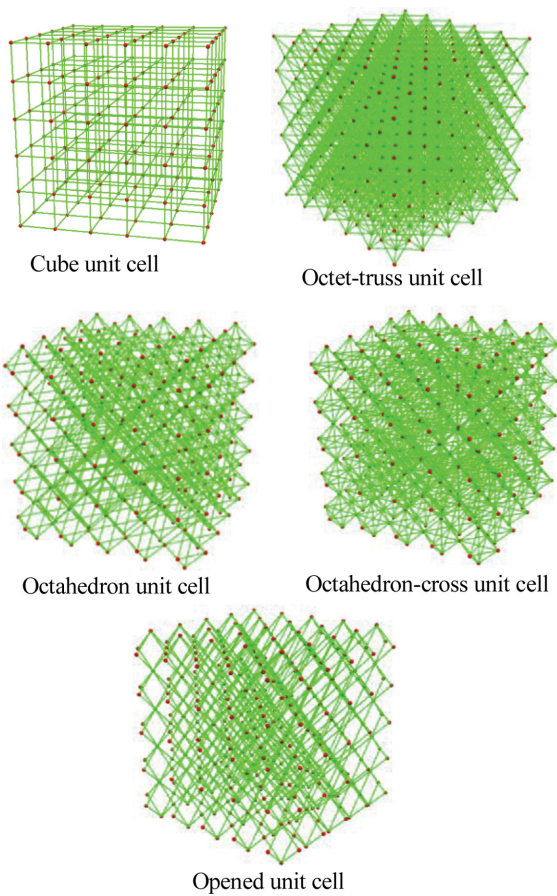 Cube unit cell
Octet-truss unit cell
Octahedron unit cell
Octahedron-cross unit cell
Opened unit cell